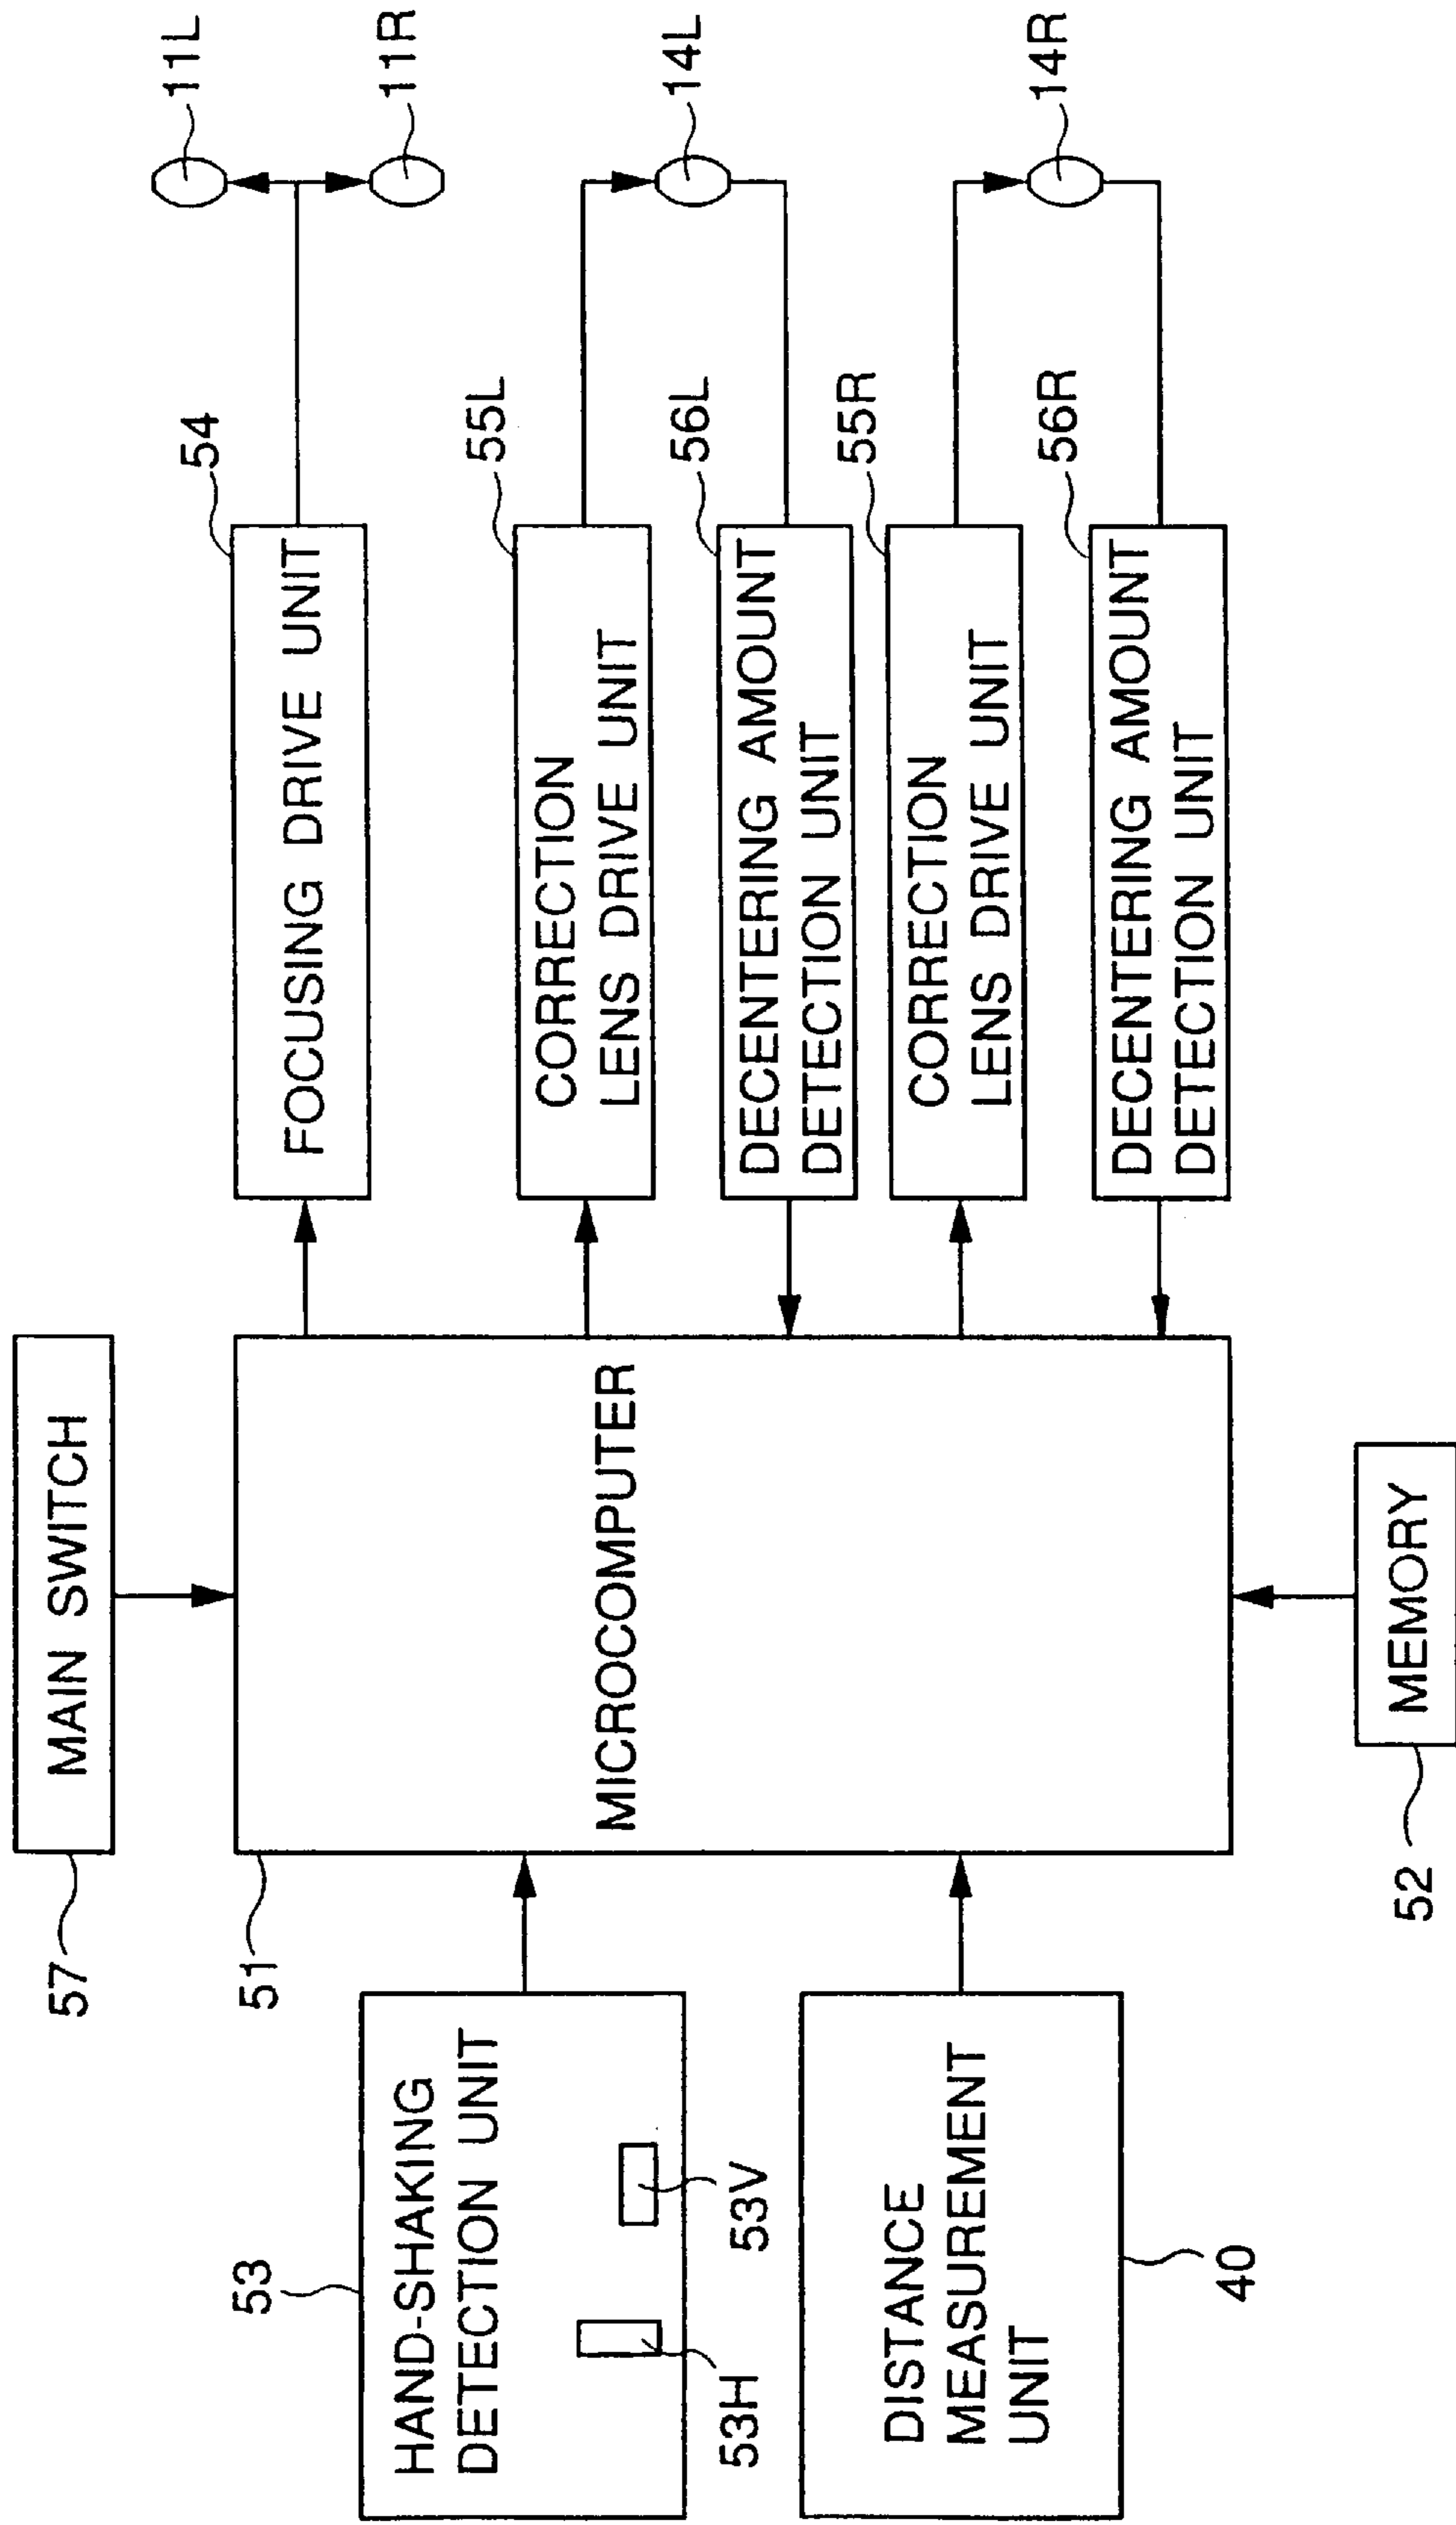 57
MAIN SWITCH
51
MICROCOMPUTER
53
HAND-SHAKING
DETECTION UNIT
53H
53V
DISTANCE
MEASUREMENT
UNIT
40
MEMORY
52
54
FOCUSING DRIVE UNIT
11L
11R
55L
CORRECTION
LENS DRIVE UNIT
14L
56L
DECENTERING AMOUNT
DETECTION UNIT
55R
CORRECTION
LENS DRIVE UNIT
14R
56R
DECENTERING AMOUNT
DETECTION UNIT